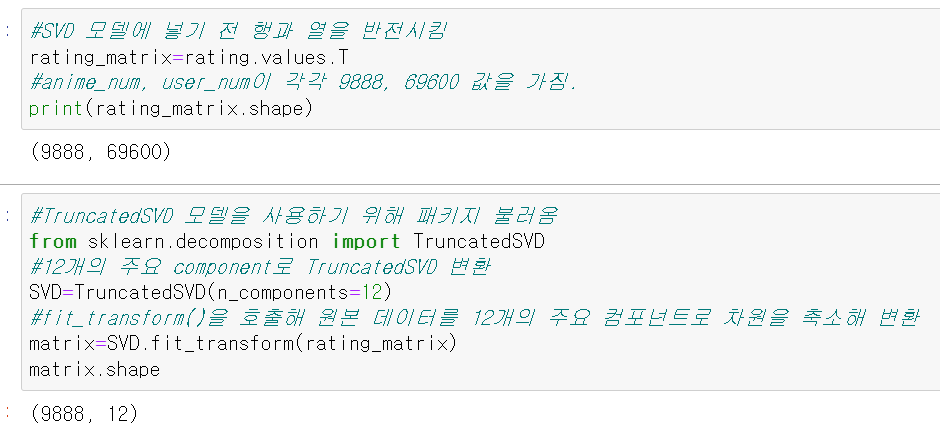 :
#SVD 모델에 넣기 전 행과 열을 반전시킴
rating_matrix=rating.values.T
#anime_num, user_num이 각각 9888, 69600 값을 가짐.
print(rating_matrix.shape)
(9888, 69600)
:
#TruncatedSVD 모델을 사용하기 위해 패키지 불러옴
from sklearn.decomposition import TruncatedSVD
#12개의 주요 component로 TruncatedSVD 변환
SVD=TruncatedSVD(n_components=12)
#fit_transform()을 호출해 원본 데이터를 12개의 주요 컴포넌트로 차원을 축소해 변환
matrix=SVD.fit_transform(rating_matrix)
matrix.shape
:
(9888, 12)